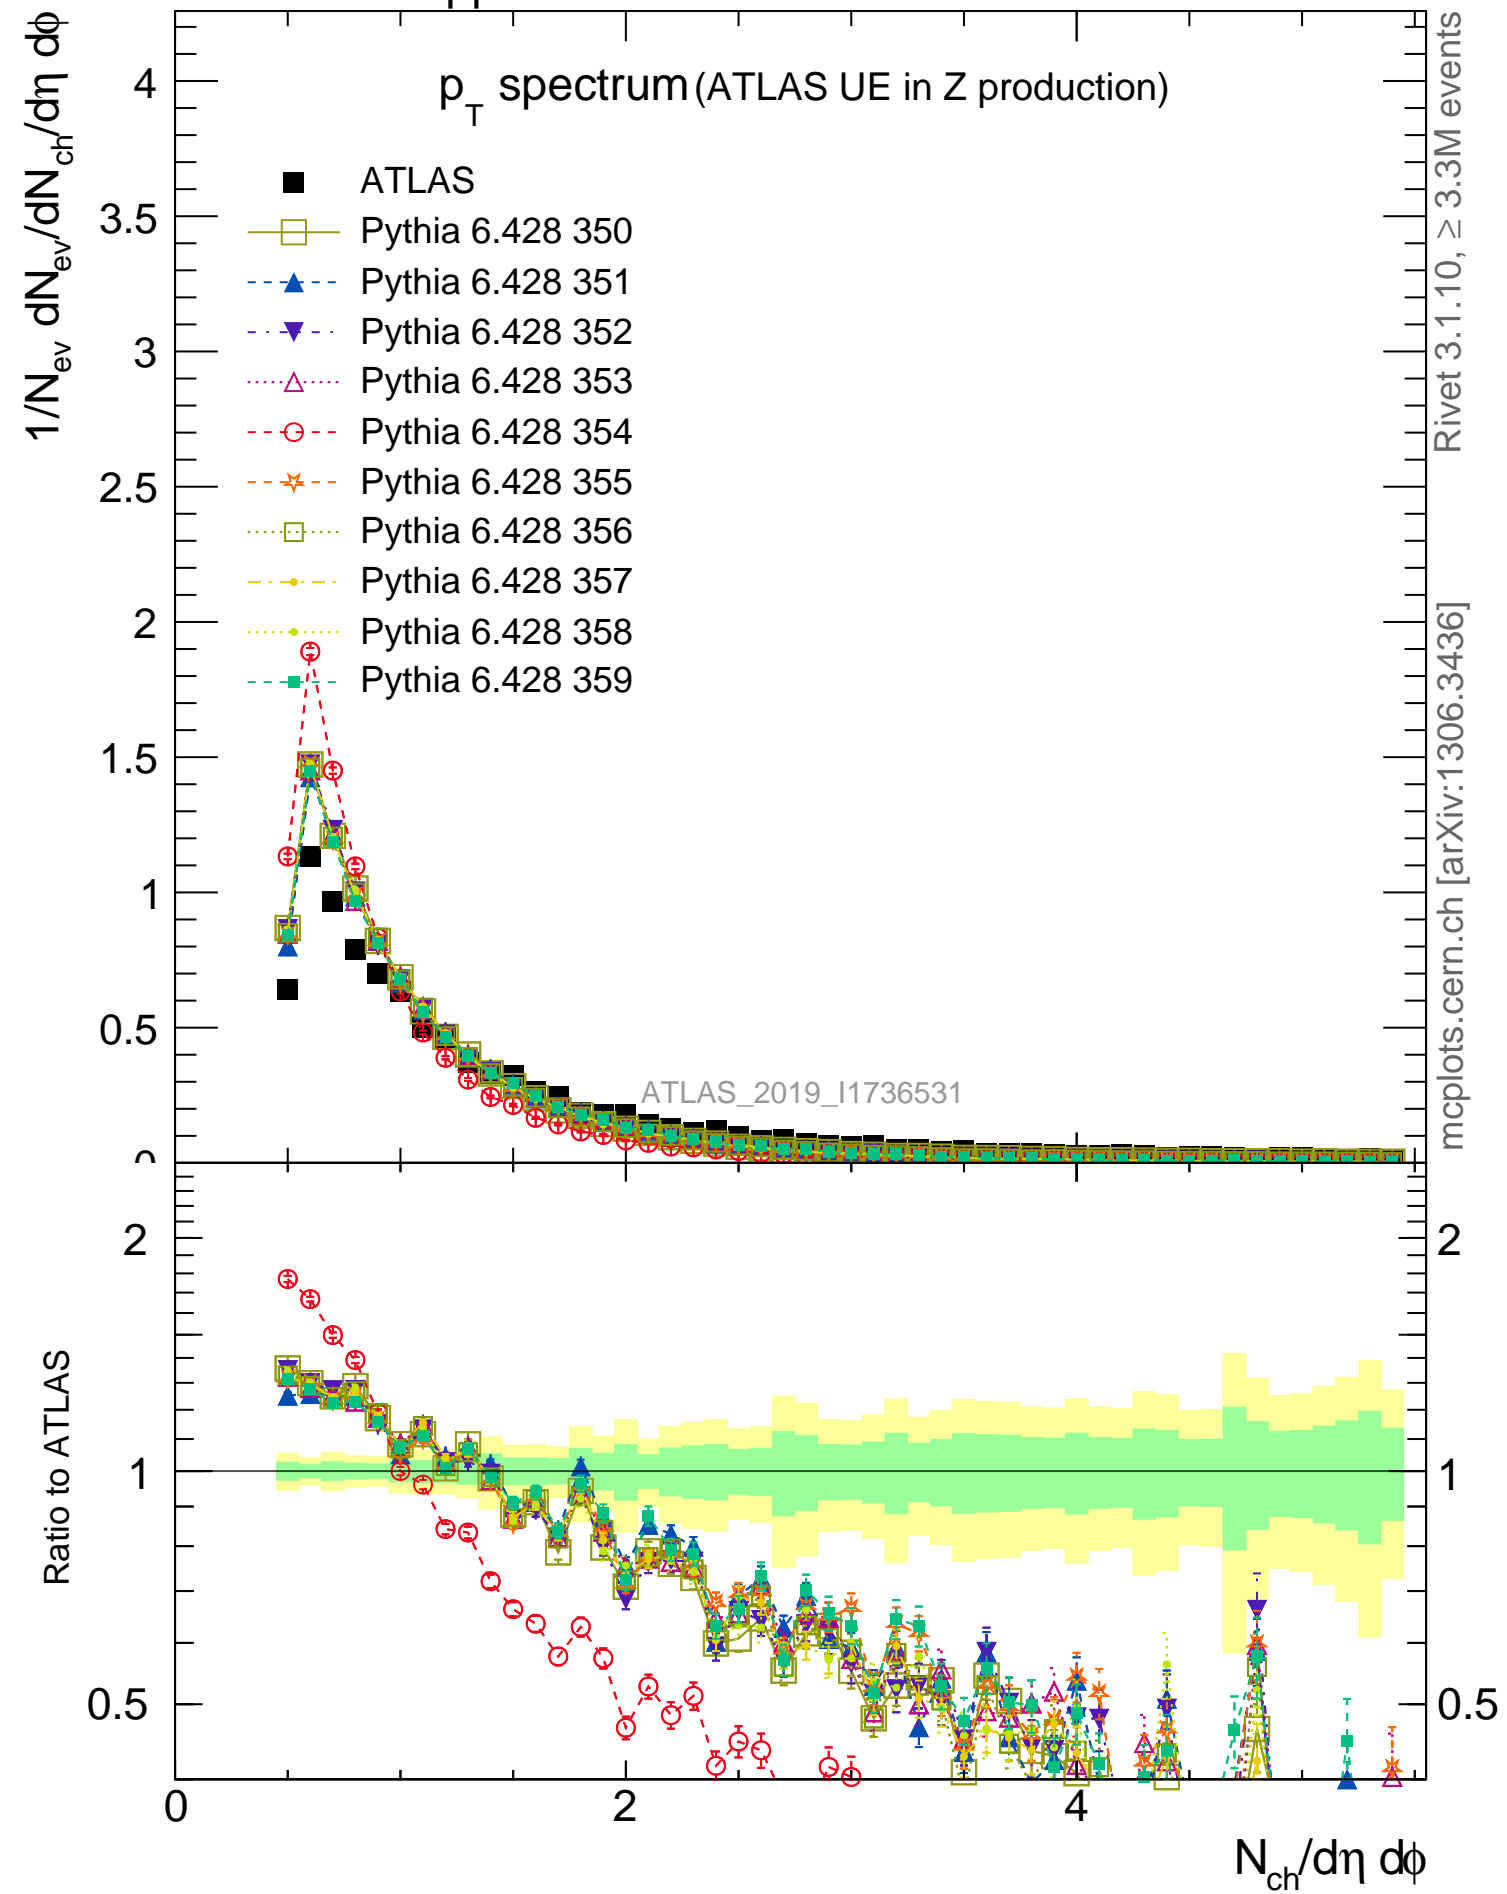 p_T spectrum (ATLAS UE in Z production)
1/N_ev dN_ev/dN_ch/dη dϕ
4
3.5
3
2.5
2
1.5
1
0.5
0
ATLAS
Pythia 6.428 350
Pythia 6.428 351
Pythia 6.428 352
Pythia 6.428 353
Pythia 6.428 354
Pythia 6.428 355
Pythia 6.428 356
Pythia 6.428 357
Pythia 6.428 358
Pythia 6.428 359
ATLAS_2019_I1736531
Rivet 3.1.10, ≥ 3.3M events
mcplots.cern.ch [arXiv:1306.3436]
Ratio to ATLAS
2
1
0.5
2
1
0.5
0
2
4
N_ch/dη dϕ